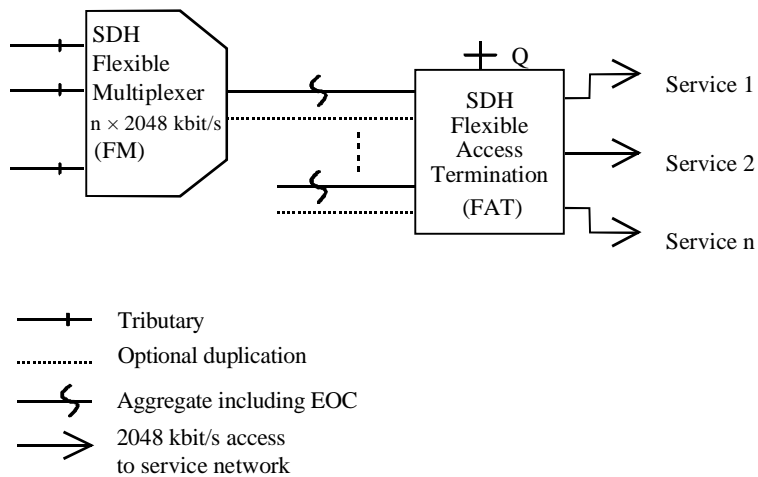 SDH
Flexible
Multiplexer
n × 2048 kbit/s
(FM)
Q
SDH
Flexible
Access
Termination
(FAT)
Service 1
Service 2
Service n
Tributary
Optional duplication
Aggregate including EOC
2048 kbit/s access
to service network